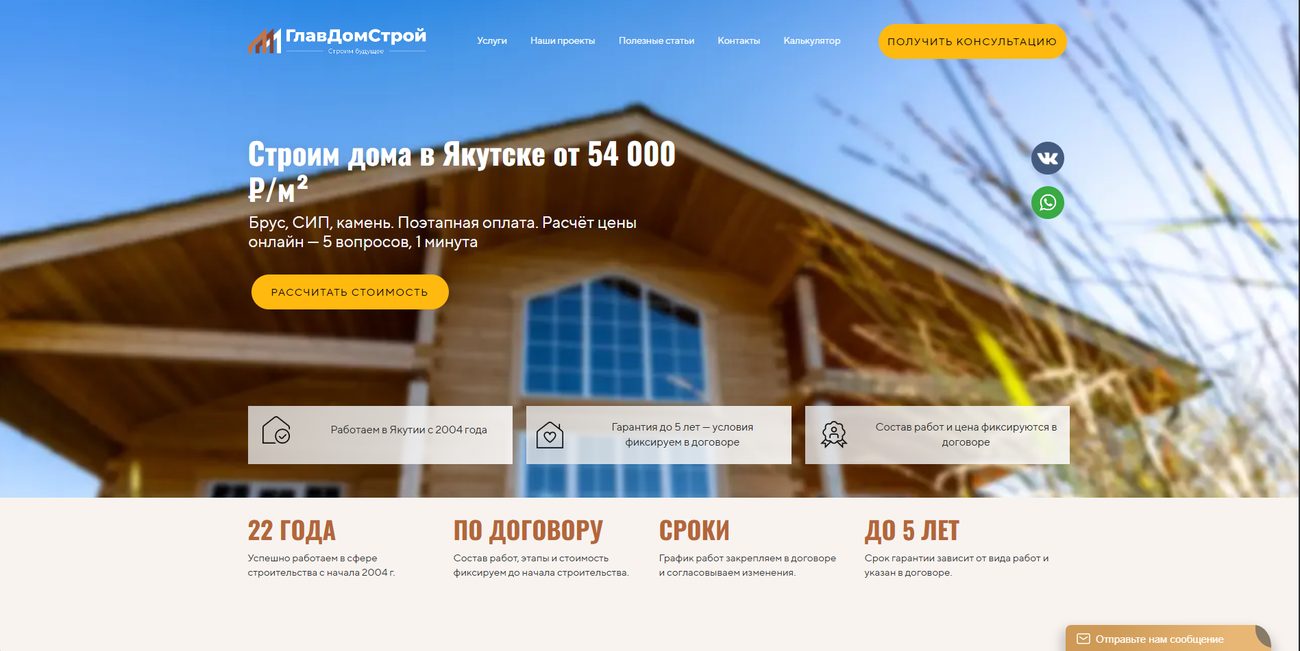 ГлавДомСтрой
Строим будущее
Услуги
Наши проекты
Полезные статьи
Контакты
Калькулятор
ПОЛУЧИТЬ КОНСУЛЬТАЦИЮ
Строим дома в Якутске от 54 000
₽/м²
Брус, СИП, камень. Поэтапная оплата. Расчёт цены
онлайн — 5 вопросов, 1 минута
РАССЧИТАТЬ СТОИМОСТЬ
Работаем в Якутии с 2004 года
Гарантия до 5 лет — условия
фиксируем в договоре
Состав работ и цена фиксируются в
договоре
22 ГОДА
Успешно работаем в сфере
строительства с начала 2004 г.
ПО ДОГОВОРУ
Состав работ, этапы и стоимость
фиксируем до начала строительства.
СРОКИ
График работ закрепляем в договоре
и согласовываем изменения.
ДО 5 ЛЕТ
Срок гарантии зависит от вида работ и
указан в договоре.
Отправьте нам сообщение